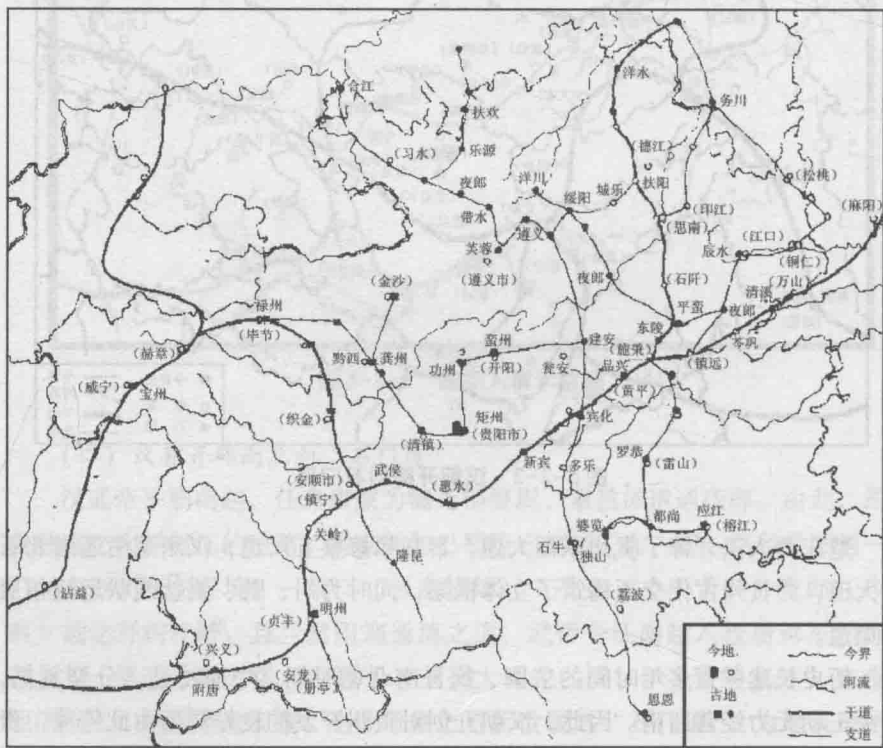 合江
洋水
扶欢
务川
(习水)
乐源
(德江)
(松桃)
夜郎
洋川
绥阳
城乐
扶阳
(麻阳)
带水
(印江)
芙蓉
遵义
(思南)
(江口)
辰水
(铜仁)
(遵义市)
(万山)
(金沙)
夜郎
(石阡)
清溪
禄州
平蛮
夜郎
东陵
(毕节)
蛮州
建安
(施秉)
(赫章)
黔西
龚州
功州
(开阳)
瓮安
品兴
(镇远)
(威宁)
宝州
(黄平)
矩州
宾化
(织金)
(清镇)
(贵阳市)
罗恭
(雷山)
新宾
多乐
(安顺市)
武侯
(惠水)
(镇宁)
婆览
都尚
应江
(榕江)
关岭
石牛
独山
隆昆
(沾益)
(荔波)
明州
(贞丰)
(兴义)
(安龙)
附唐
(册亭)
思恩
今地
今界
河流
古地
干道
支道